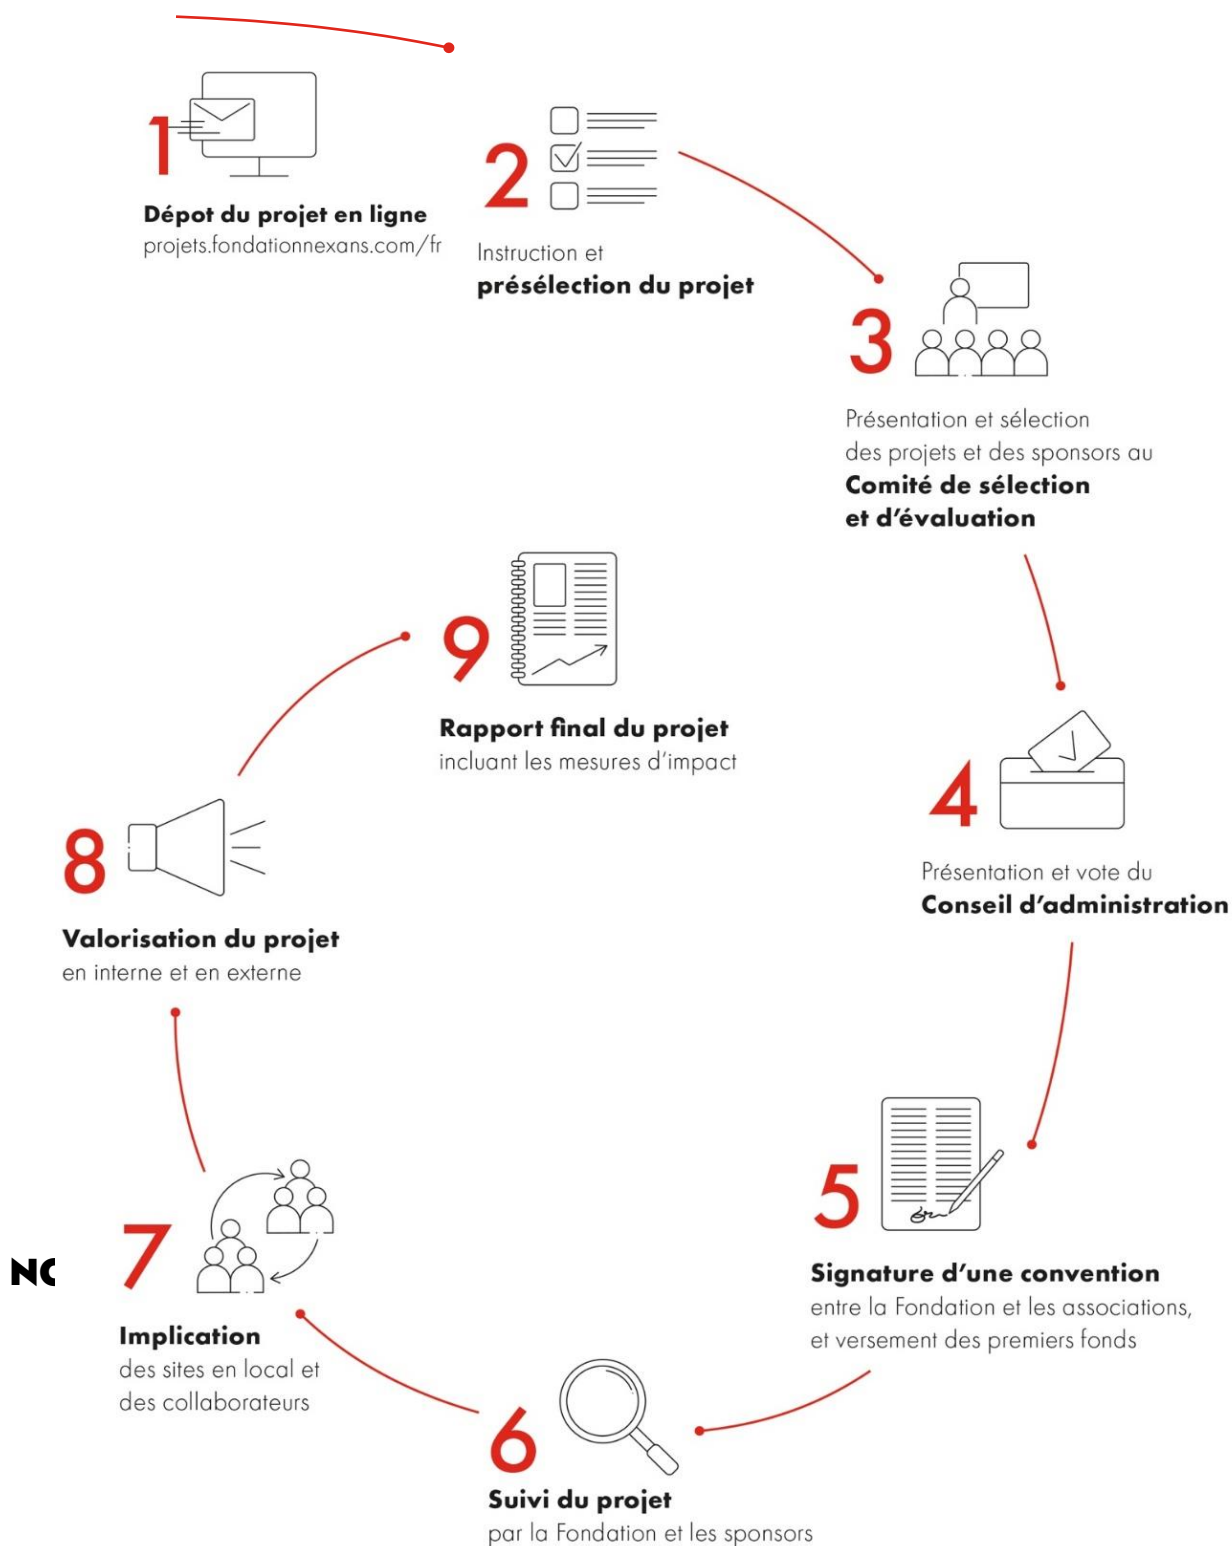 1
Dépot du projet en ligne
projets.fondationnexans.com/fr
2
Instruction et
présélection du projet
3
Présentation et sélection
des projets et des sponsors au
Comité de sélection
et d'évaluation
4
Présentation et vote du
Conseil d'administration
5
Signature d'une convention
entre la Fondation et les associations,
et versement des premiers fonds
6
Suivi du projet
par la Fondation et les sponsors
7
Implication
des sites en local et
des collaborateurs
8
Valorisation du projet
en interne et en externe
9
Rapport final du projet
incluant les mesures d'impact